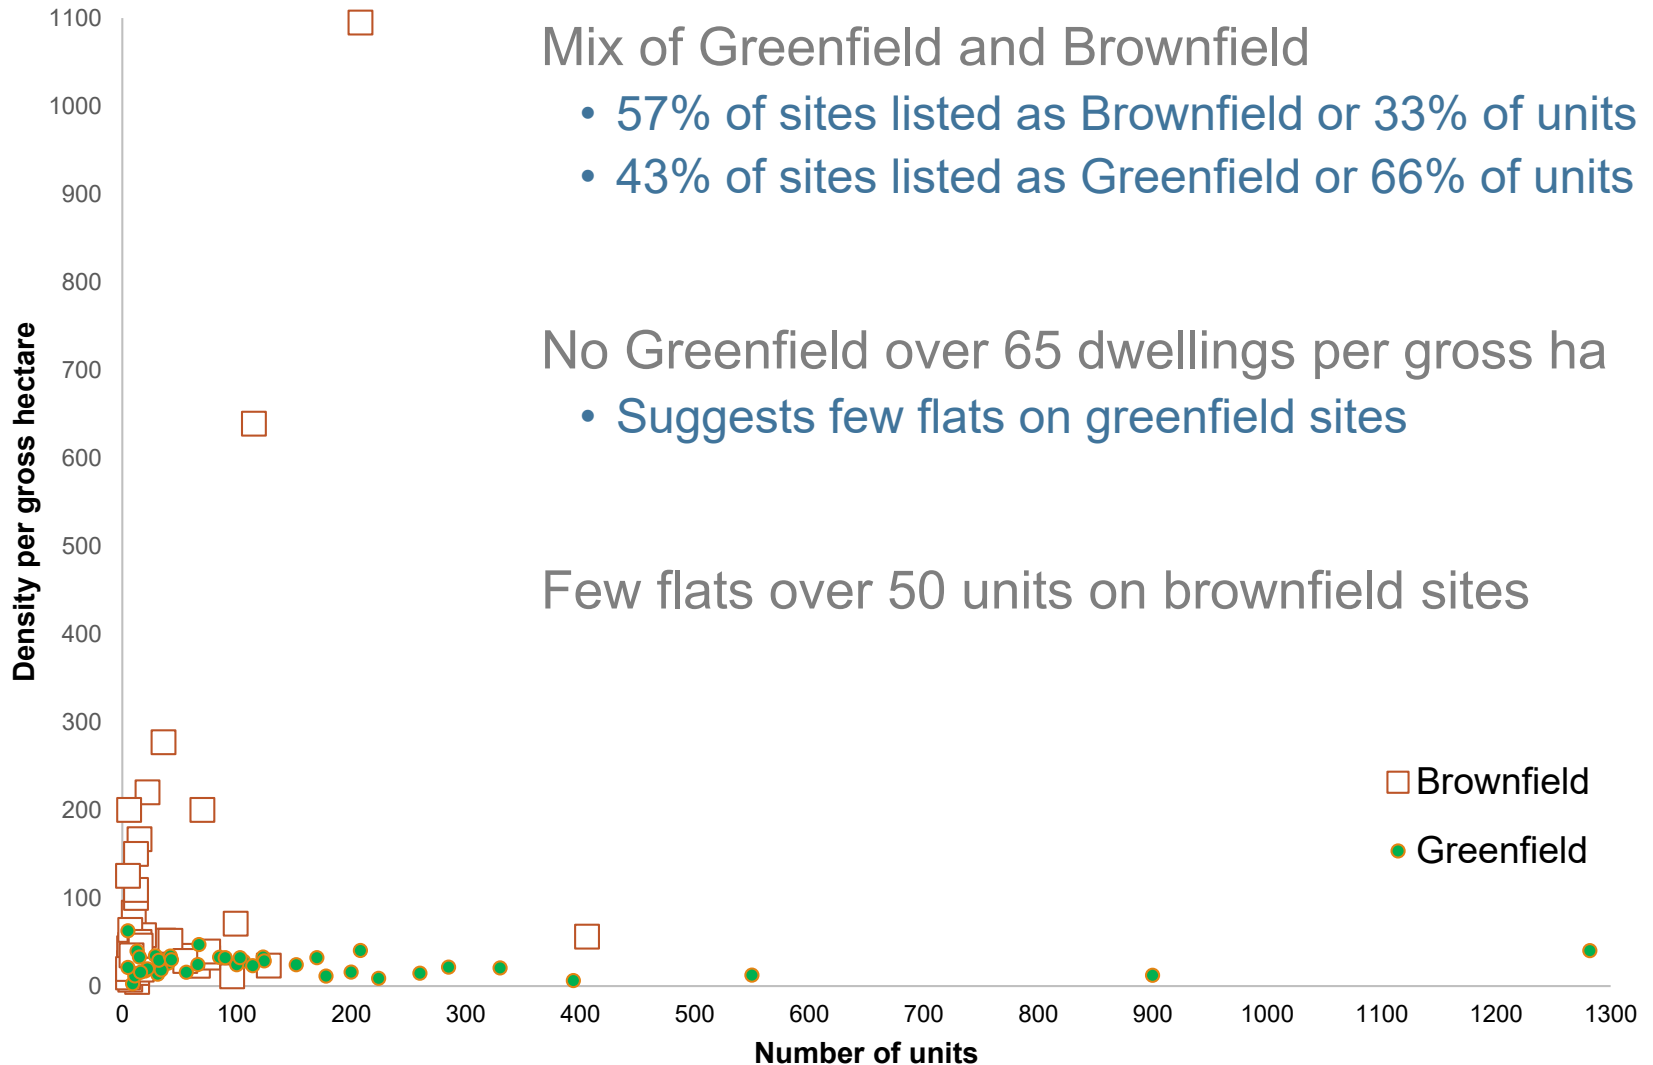 Mix of Greenfield and Brownfield
• 57% of sites listed as Brownfield or 33% of units
• 43% of sites listed as Greenfield or 66% of units
No Greenfield over 65 dwellings per gross ha
• Suggests few flats on greenfield sites
Few flats over 50 units on brownfield sites
Density per gross hectare
1100
1000
900
800
700
600
500
400
300
200
100
0
Brownfield
Greenfield
0 100 200 300 400 500 600 700 800 900 1000 1100 1200 1300
Number of units